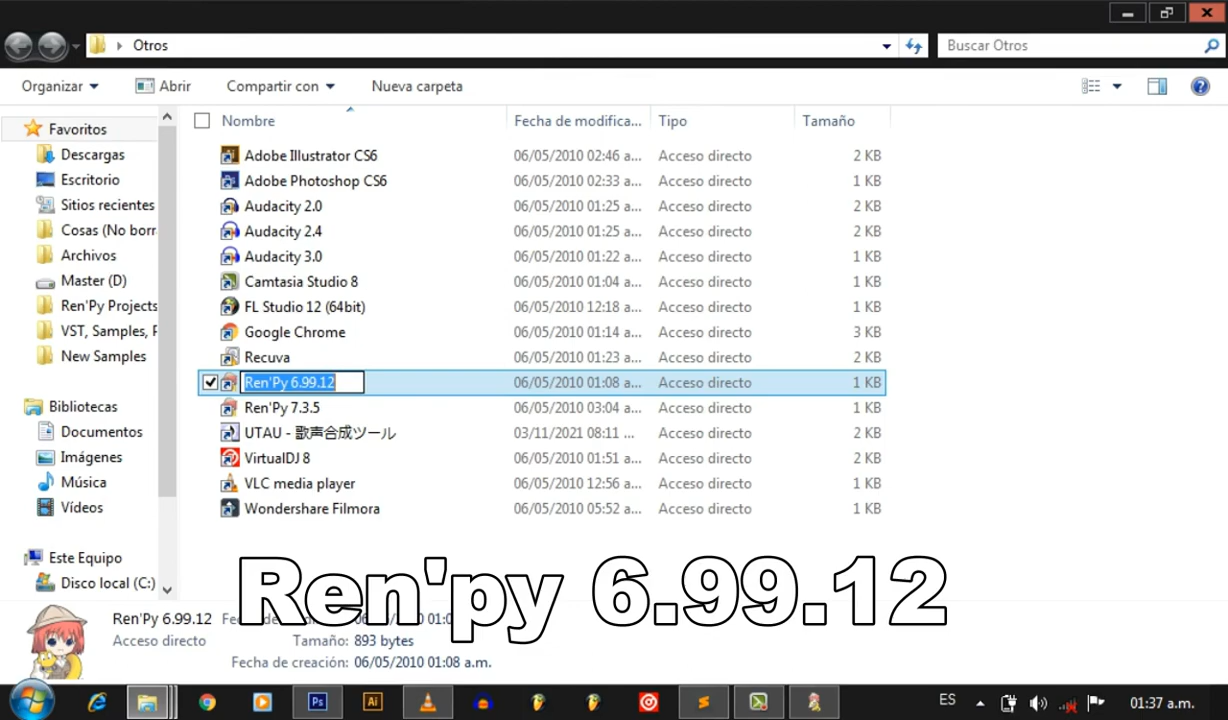 Otros
Buscar Otros
Organizar
Abrir
Compartir con
Nueva carpeta
Nombre
Fecha de modifica...
Tipo
Tamaño
Favoritos
Descargas
Escritorio
Sitios recientes
Cosas (No borr
Archivos
Master (D)
Ren'Py Projects
VST, Samples, F
New Samples
Bibliotecas
Documentos
Imágenes
Música
Vídeos
Este Equipo
Disco local (C:)
Adobe Illustrator CS6 06/05/2010 02:46 a... Acceso directo 2 KB
Adobe Photoshop CS6 06/05/2010 02:33 a... Acceso directo 1 KB
Audacity 2.0 06/05/2010 01:25 a... Acceso directo 2 KB
Audacity 2.4 06/05/2010 01:25 a... Acceso directo 2 KB
Audacity 3.0 06/05/2010 01:22 a... Acceso directo 1 KB
Camtasia Studio 8 06/05/2010 01:04 a... Acceso directo 1 KB
FL Studio 12 (64bit) 06/05/2010 12:18 a... Acceso directo 1 KB
Google Chrome 06/05/2010 01:14 a... Acceso directo 3 KB
Recuva 06/05/2010 01:23 a... Acceso directo 2 KB
Ren'Py 6.99.12 06/05/2010 01:08 a... Acceso directo 1 KB
Ren'Py 7.3.5 06/05/2010 03:04 a... Acceso directo 1 KB
UTAU - 歌声合成ツール 03/11/2021 08:11 ... Acceso directo 2 KB
VirtualDJ 8 06/05/2010 01:51 a... Acceso directo 2 KB
VLC media player 06/05/2010 12:56 a... Acceso directo 1 KB
Wondershare Filmora 06/05/2010 05:52 a... Acceso directo 1 KB
Ren'py 6.99.12
Ren'Py 6.99.12
Acceso directo
Tamaño: 893 bytes
Fecha de creación: 06/05/2010 01:08 a.m.
Ps
Ai
ES
01:37 a.m.